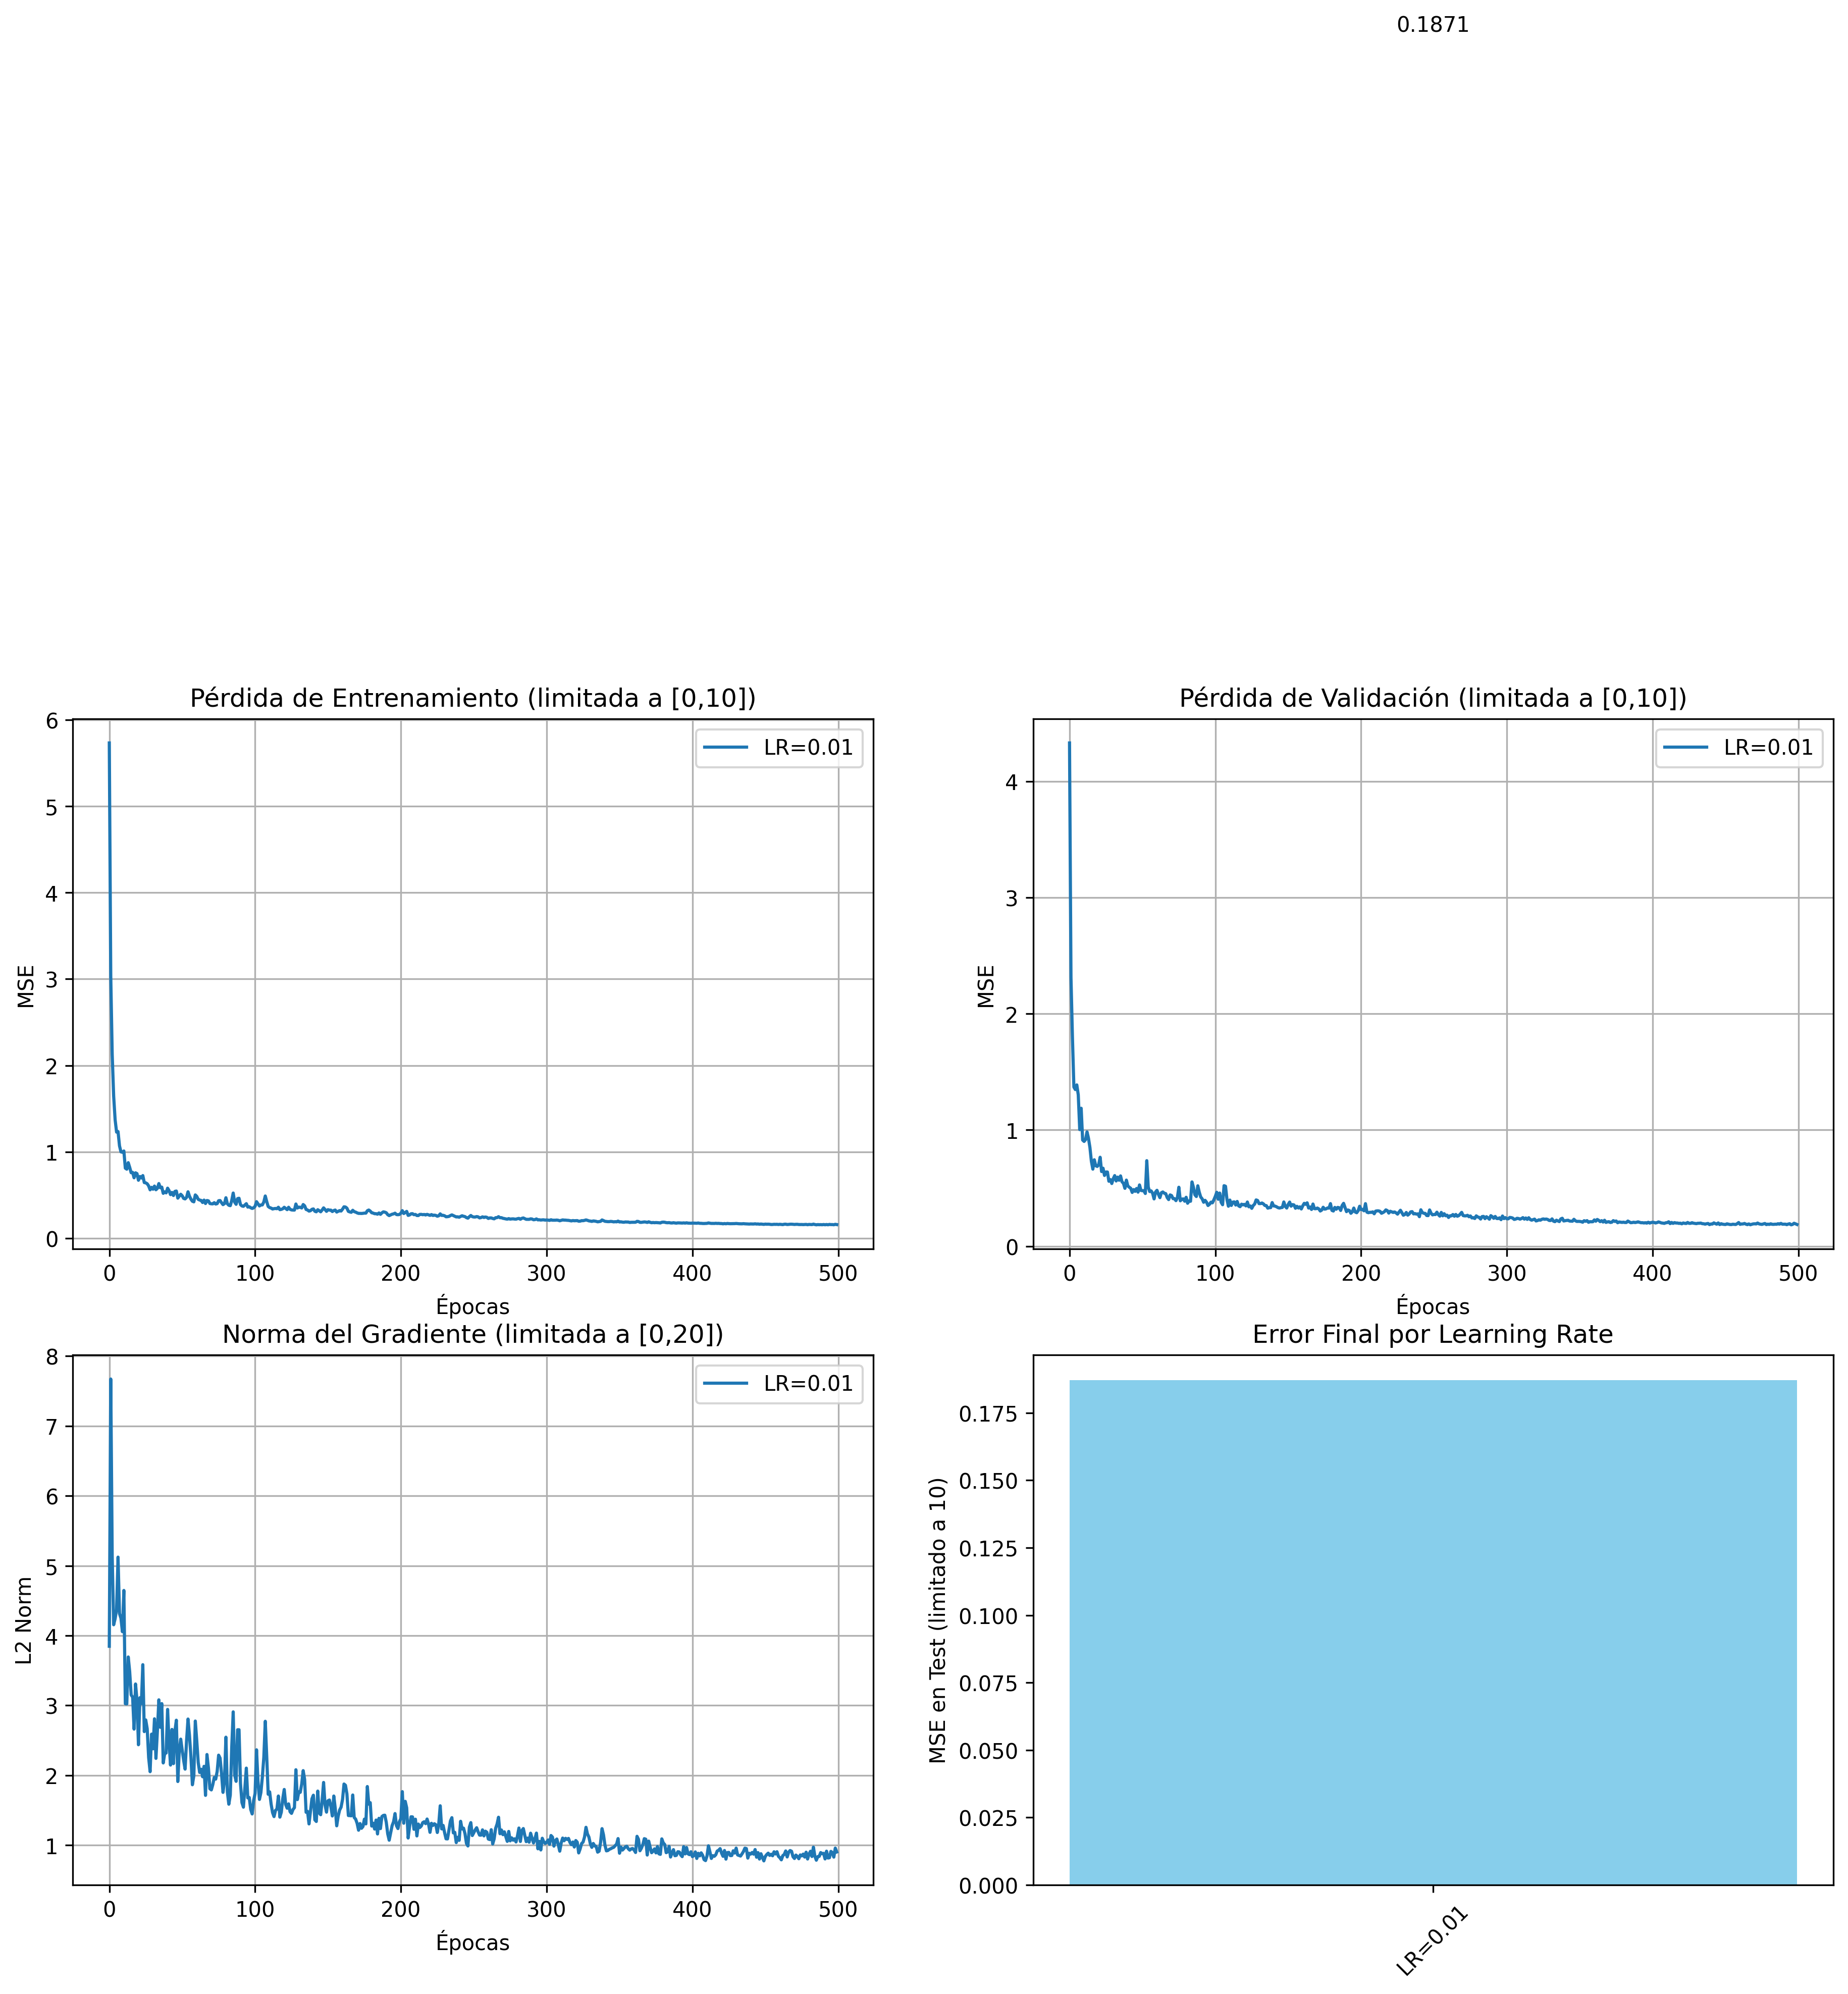 0.1871
Pérdida de Entrenamiento (limitada a [0,10])
MSE
6
5
4
3
2
1
0
LR=0.01
0 100 200 300 400 500
Épocas
Pérdida de Validación (limitada a [0,10])
MSE
4
3
2
1
0
LR=0.01
0 100 200 300 400 500
Épocas
Norma del Gradiente (limitada a [0,20])
L2 Norm
8
7
6
5
4
3
2
1
LR=0.01
0 100 200 300 400 500
Épocas
Error Final por Learning Rate
MSE en Test (limitado a 10)
0.175
0.150
0.125
0.100
0.075
0.050
0.025
0.000
LR=0.01